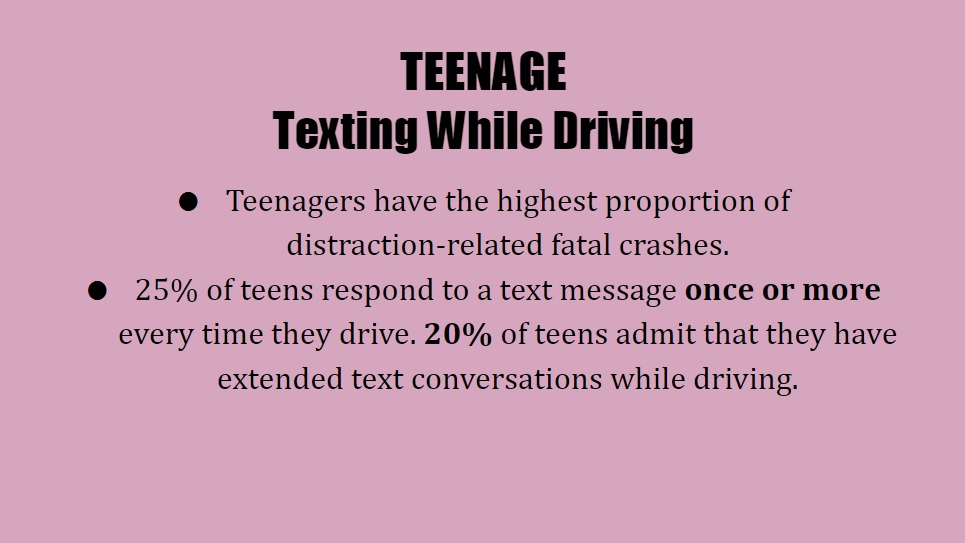 TEENAGE
Texting While Driving
● Teenagers have the highest proportion of
distraction-related fatal crashes.
● 25% of teens respond to a text message once or more
every time they drive. 20% of teens admit that they have
extended text conversations while driving.